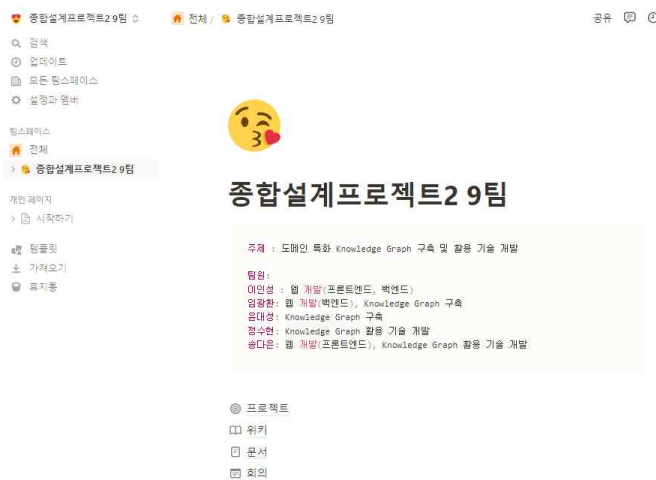 종합설계프로젝트2 9팀
전체 / 종합설계프로젝트2 9팀
공유
검색
업데이트
모든 팀스페이스
설정과 멤버
팀스페이스
전체
종합설계프로젝트2 9팀
개인 페이지
시작하기
템플릿
가져오기
휴지통
종합설계프로젝트2 9팀
주제 : 도메인 특화 Knowledge Graph 구축 및 활용 기술 개발
팀원:
이인성 : 웹 개발(프론트엔드, 백엔드)
임광환: 웹 개발(백엔드), Knowledge Graph 구축
윤대성: Knowledge Graph 구축
정수현: Knowledge Graph 활용 기술 개발
송다은: 웹 개발(프론트엔드), Knowledge Graph 활용 기술 개발
프로젝트
위키
문서
회의